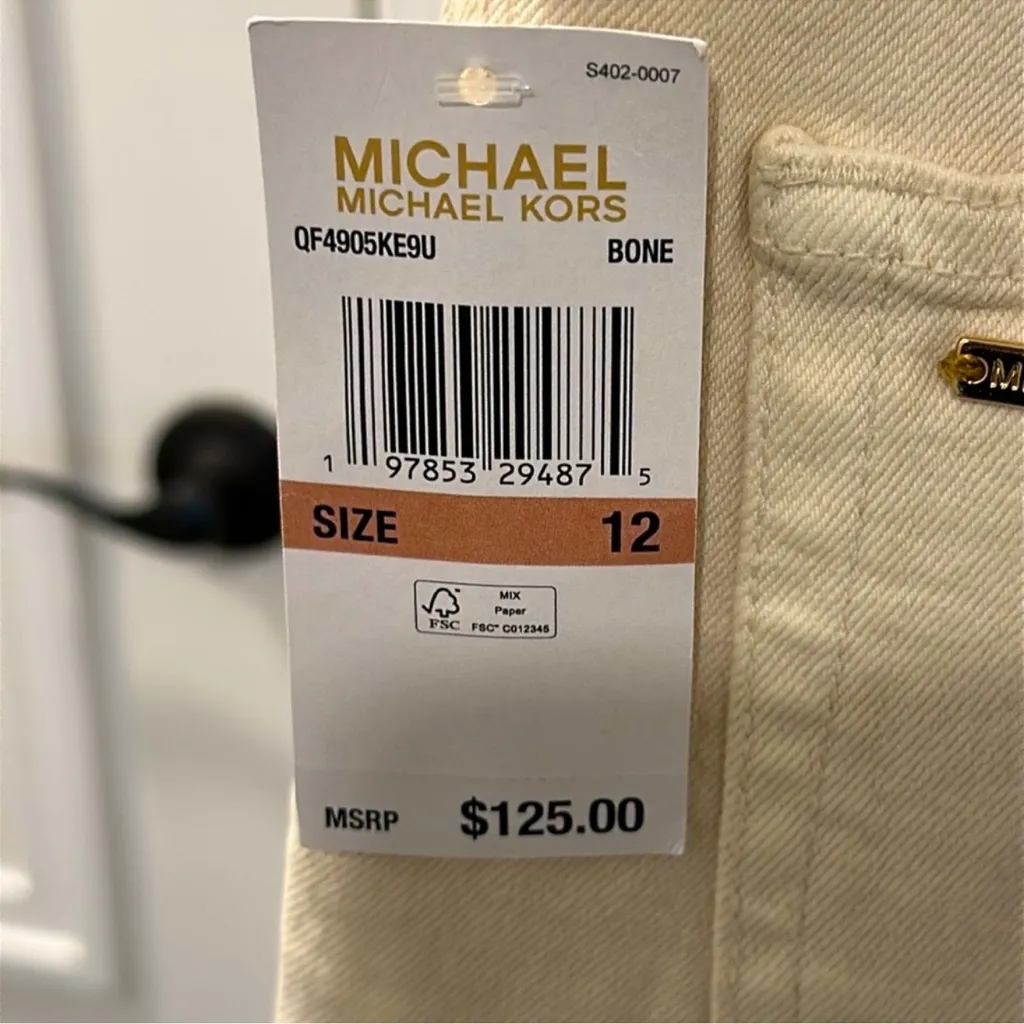 S402-0007
MICHAEL
MICHAEL KORS
QF4905KE9U BONE
1 97853 29487 5
SIZE 12
MIX
Paper
FSC FSC™ C012345
MSRP $125.00